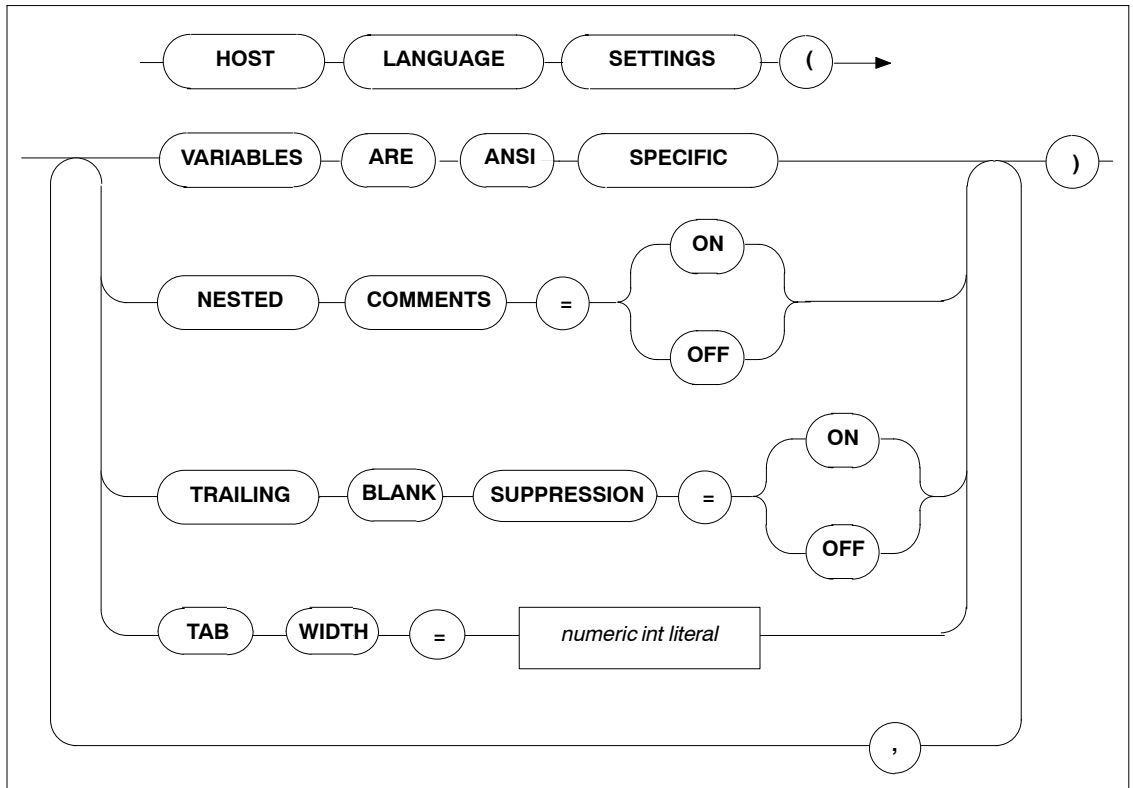 HOST LANGUAGE SETTINGS (
VARIABLES ARE ANSI SPECIFIC )
ON
NESTED COMMENTS =
OFF
ON
TRAILING BLANK SUPPRESSION =
OFF
TAB WIDTH = numeric int literal
,